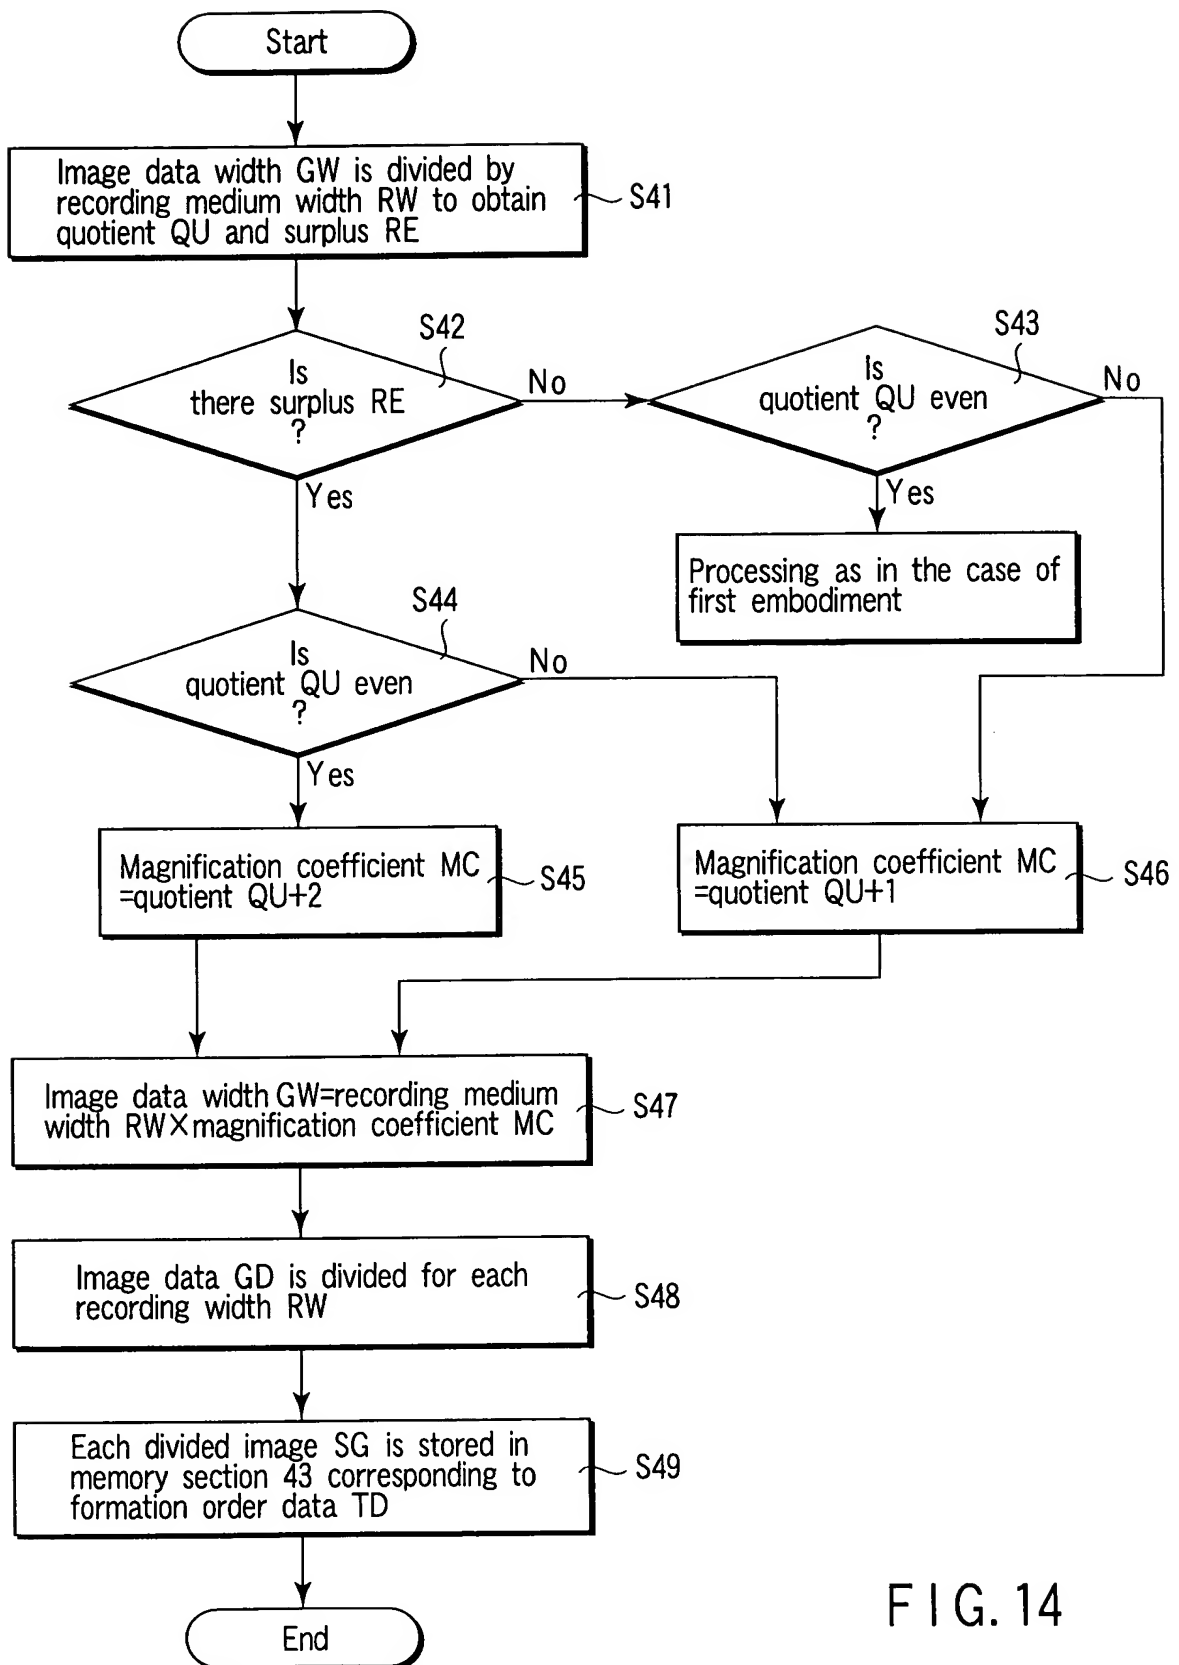 Start
Image data width GW is divided by
recording medium width RW to obtain
quotient QU and surplus RE
S41
S42
Is
there surplus RE
?
No
Yes
S43
Is
quotient QU even
?
No
Yes
Processing as in the case of
first embodiment
S44
Is
quotient QU even
?
No
Yes
Magnification coefficient MC
=quotient QU+2
S45
Magnification coefficient MC
=quotient QU+1
S46
Image data width GW=recording medium
width RW×magnification coefficient MC
S47
Image data GD is divided for each
recording width RW
S48
Each divided image SG is stored in
memory section 43 corresponding to
formation order data TD
S49
End
FIG. 14